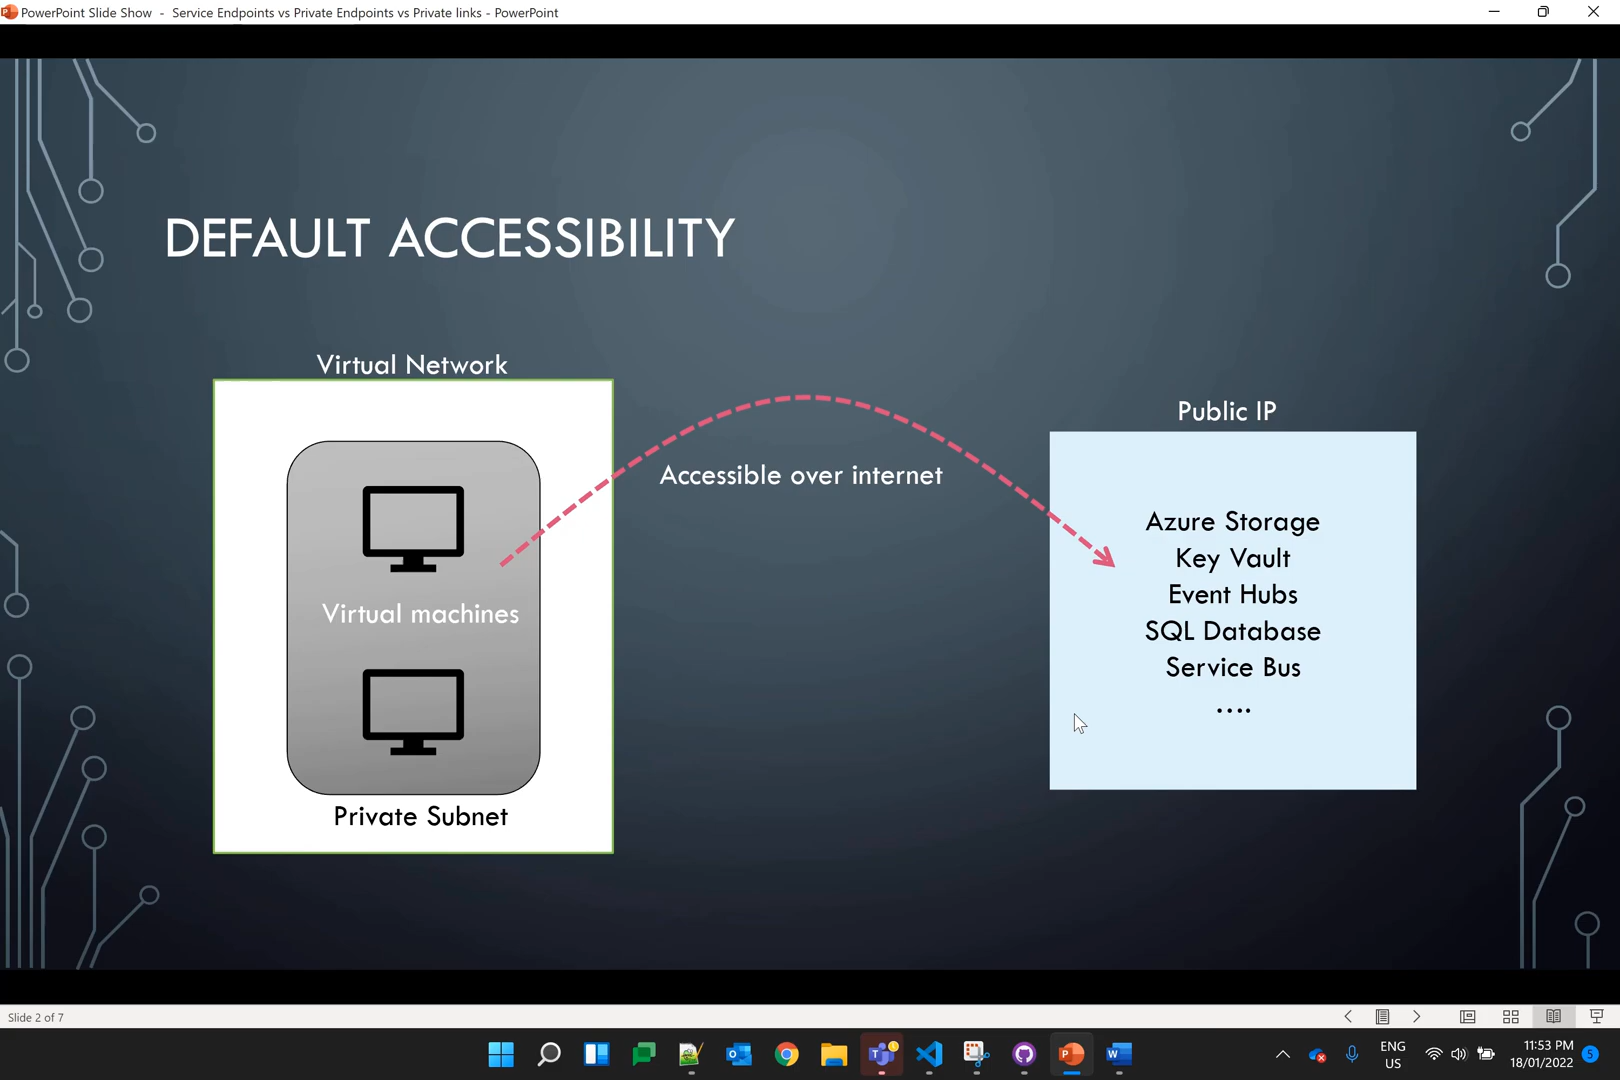 PowerPoint Slide Show - Service Endpoints vs Private Endpoints vs Private links - PowerPoint
DEFAULT ACCESSIBILITY
Virtual Network
Public IP
Accessible over internet
Azure Storage
Key Vault
Event Hubs
SQL Database
Service Bus
....
Virtual machines
Private Subnet
Slide 2 of 7
ENG
US
11:53 PM
18/01/2022
5